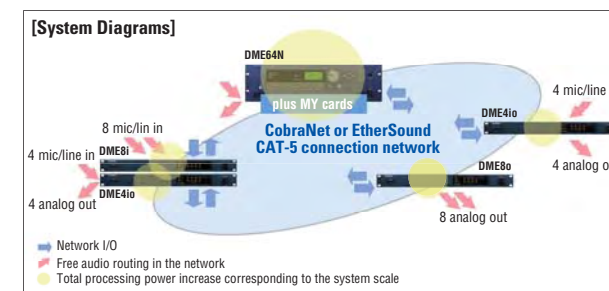 [System Diagrams]
DME64N
plus MY cards
CobraNet or EtherSound
CAT-5 connection network
8 mic/lin in
4 mic/line in
DME8i
DME4io
4 analog out
4 mic/line
DME4io
4 analog o
DME8o
8 analog out
Network I/O
Free audio routing in the network
Total processing power increase corresponding to the system scale